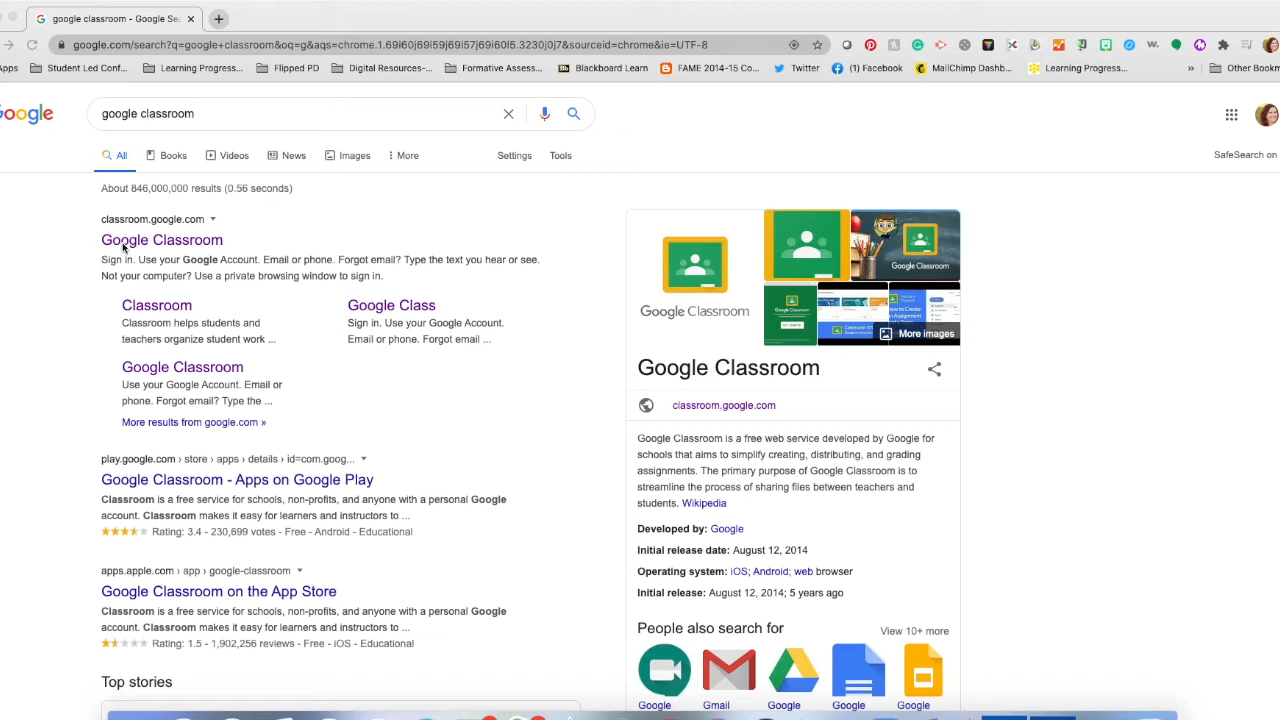 google classroom - Google Se
google.com/search?q=google+classroom&oq=g&aqs=chrome.1.69i60j69i59j69i57j69i60l5.3230j0j7&sourceid=chrome&ie=UTF-8
Apps Student Led Conf... Learning Progress... Flipped PD Digital Resources-... Formative Assess... Blackboard Learn FAME 2014-15 Co... Twitter (1) Facebook MailChimp Dashb... Learning Progress... » Other Bookm
Google google classroom
All Books Videos News Images More Settings Tools SafeSearch on
About 846,000,000 results (0.56 seconds)
classroom.google.com
Google Classroom
Sign in. Use your Google Account. Email or phone. Forgot email? Type the text you hear or see.
Not your computer? Use a private browsing window to sign in.
Classroom
Classroom helps students and
teachers organize student work ...
Google Class
Sign in. Use your Google Account.
Email or phone. Forgot email ...
Google Classroom
Use your Google Account. Email or
phone. Forgot email? Type the ...
More results from google.com »
play.google.com › store › apps › details › id=com.goog...
Google Classroom - Apps on Google Play
Classroom is a free service for schools, non-profits, and anyone with a personal Google
account. Classroom makes it easy for learners and instructors to ...
Rating: 3.4 - 230,699 votes - Free - Android - Educational
apps.apple.com › app › google-classroom
Google Classroom on the App Store
Classroom is a free service for schools, non-profits, and anyone with a personal Google
account. Classroom makes it easy for learners and instructors to ...
Rating: 1.5 - 1,902,256 reviews - Free - iOS - Educational
Top stories
Google Classroom
Google Classroom
More images
Google Classroom
classroom.google.com
Google Classroom is a free web service developed by Google for
schools that aims to simplify creating, distributing, and grading
assignments. The primary purpose of Google Classroom is to
streamline the process of sharing files between teachers and
students. Wikipedia
Developed by: Google
Initial release date: August 12, 2014
Operating system: iOS; Android; web browser
Initial release: August 12, 2014; 5 years ago
People also search for View 10+ more
Google Gmail Google Google Google